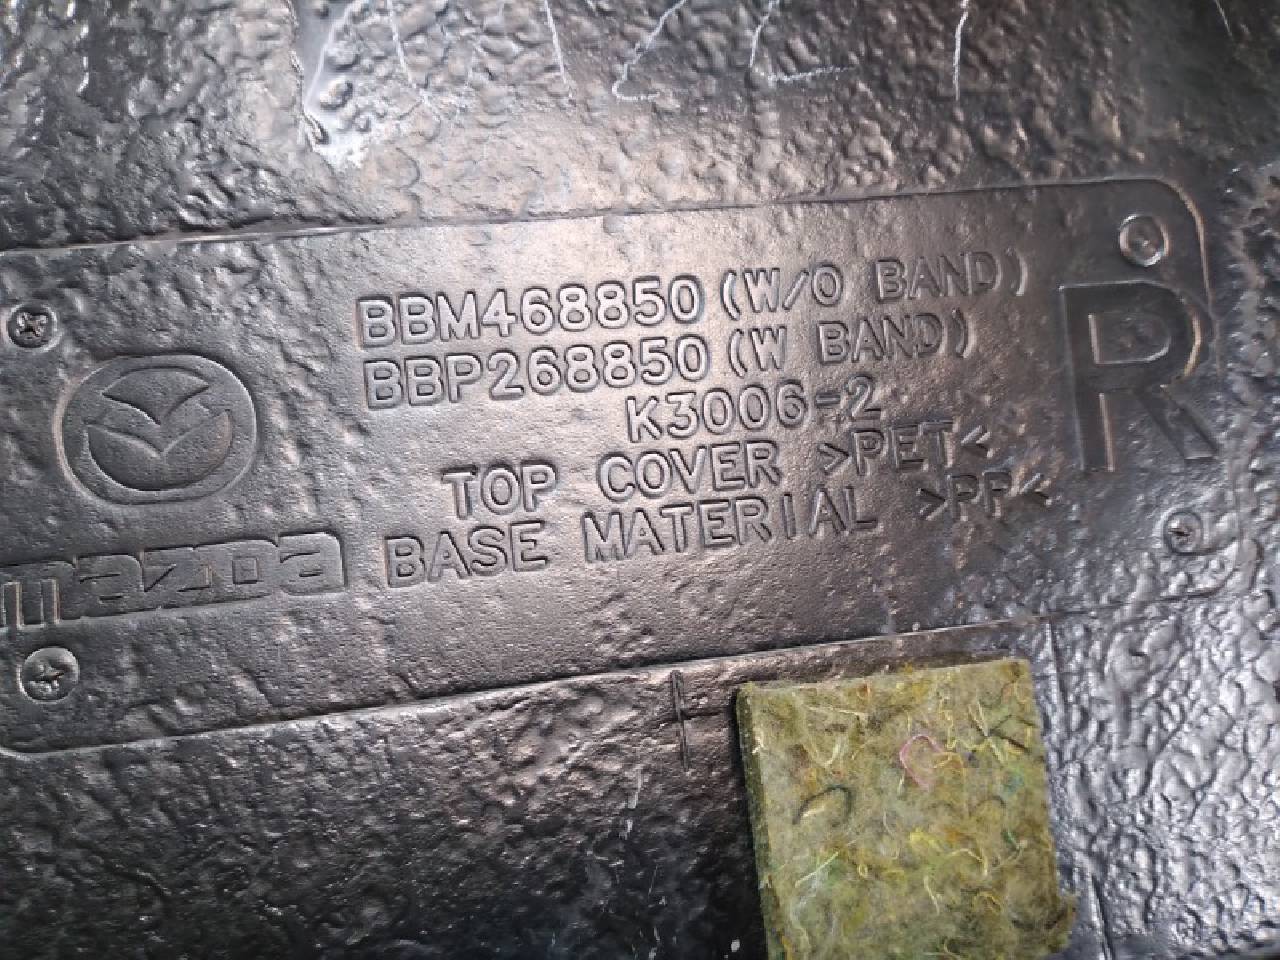 BBM468850 (W/O BAND)
BBP268850 (W BAND)
K3006-2
TOP COVER >PET<
BASE MATERIAL >PP<
R
mazda